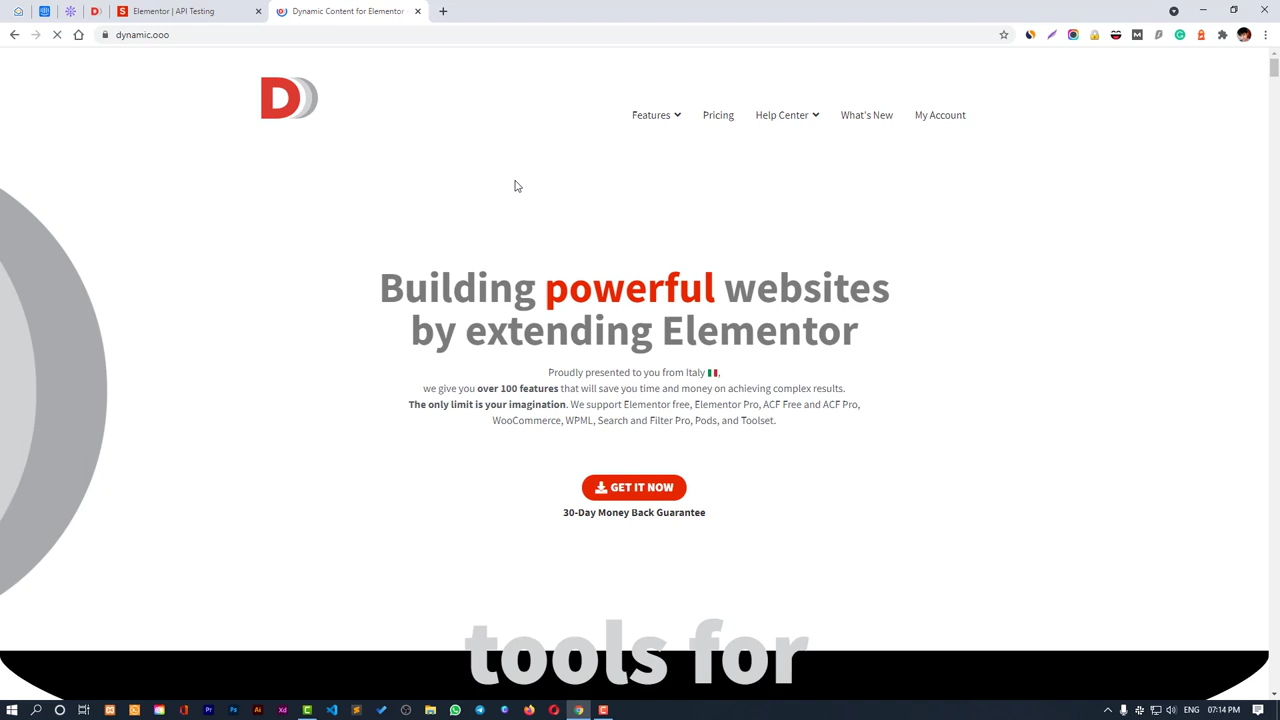 Elementor | API Testing
Dynamic Content for Elementor
dynamic.ooo
D
Features
Pricing
Help Center
What's New
My Account
Building powerful websites
by extending Elementor
Proudly presented to you from Italy 🇮🇹,
we give you over 100 features that will save you time and money on achieving complex results.
The only limit is your imagination. We support Elementor free, Elementor Pro, ACF Free and ACF Pro,
WooCommerce, WPML, Search and Filter Pro, Pods, and Toolset.
GET IT NOW
30-Day Money Back Guarantee
tools for
ENG
07:14 PM